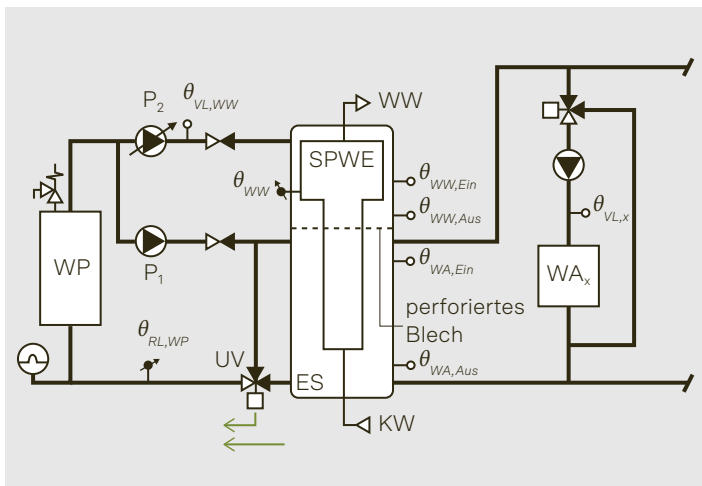 P2
θVL,WW
WW
SPWE
θWW
θWW,Ein
θWW,Aus
θVL,x
WP
P1
θWA,Ein
WAx
perforiertes
Blech
θRL,WP
UV
ES
θWA,Aus
KW